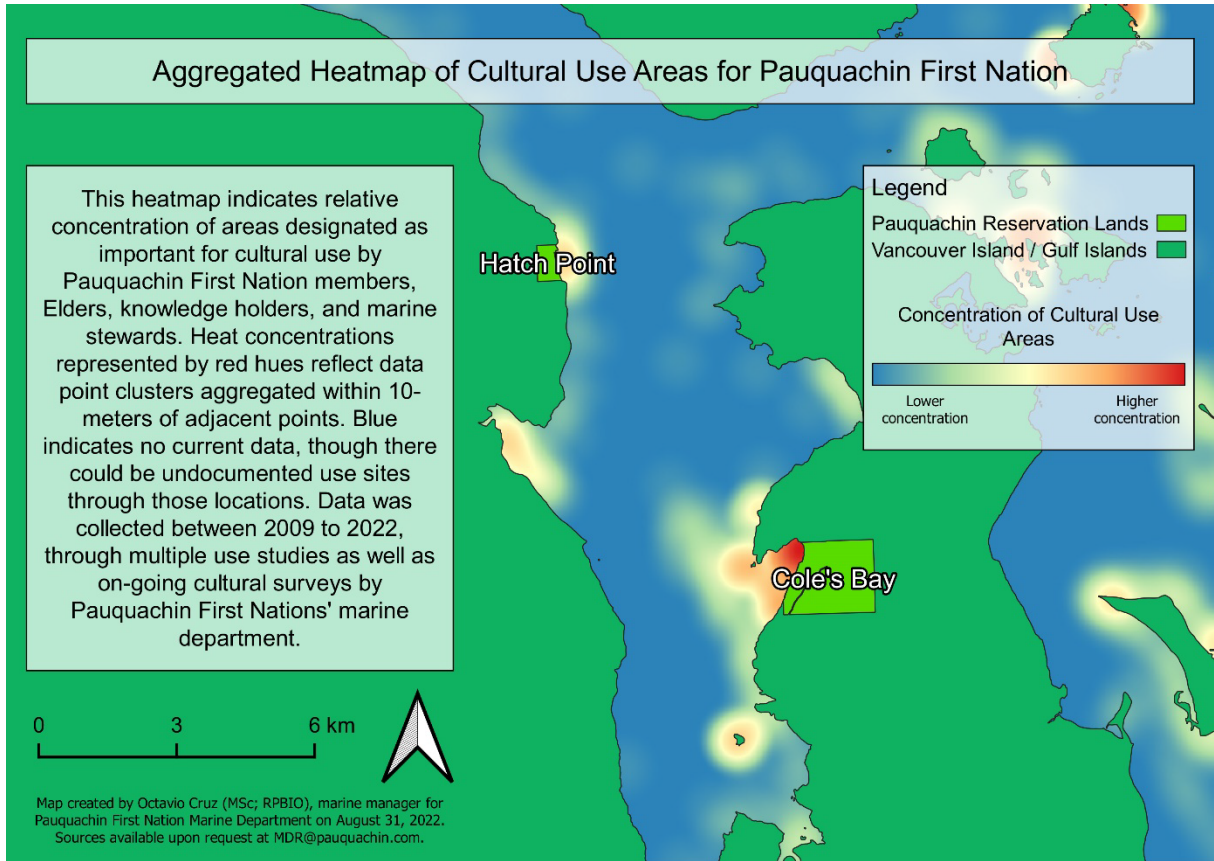 Aggregated Heatmap of Cultural Use Areas for Pauquachin First Nation
This heatmap indicates relative
concentration of areas designated as
important for cultural use by
Pauquachin First Nation members,
Elders, knowledge holders, and marine
stewards. Heat concentrations
represented by red hues reflect data
point clusters aggregated within 10-
meters of adjacent points. Blue
indicates no current data, though there
could be undocumented use sites
through those locations. Data was
collected between 2009 to 2022,
through multiple use studies as well as
on-going cultural surveys by
Pauquachin First Nations' marine
department.
Hatch Point
Cole's Bay
Legend
Pauquachin Reservation Lands
Vancouver Island / Gulf Islands
Concentration of Cultural Use
Areas
Lower
concentration
Higher
concentration
0 3 6 km
Map created by Octavio Cruz (MSc; RPBIO), marine manager for
Pauquachin First Nation Marine Department on August 31, 2022.
Sources available upon request at MDR@pauquachin.com.